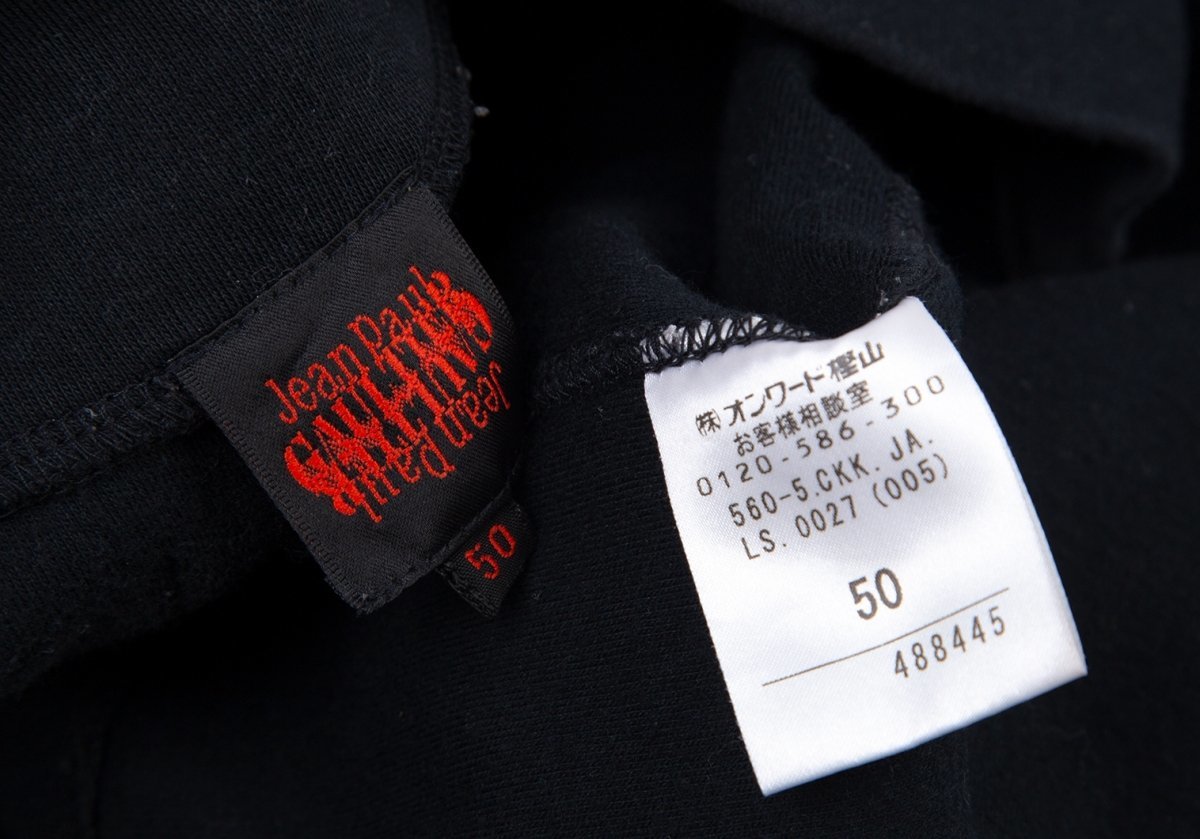 Jean Paul
GAULTIER
Jean Paul
50
㈱オンワード樫山
お客様相談室
0120-586-300
560-5.CKK.JA.
LS.0027 (005)
50
488445